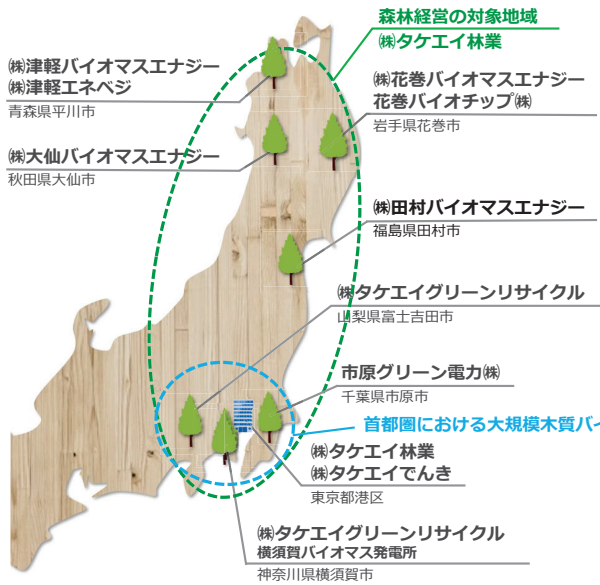 森林経営の対象地域
㈱タケエイ林業
㈱津軽バイオマスエナジー
㈱津軽エネベジ
青森県平川市
㈱花巻バイオマスエナジー
花巻バイオチップ㈱
岩手県花巻市
㈱大仙バイオマスエナジー
秋田県大仙市
㈱田村バイオマスエナジー
福島県田村市
㈱タケエイグリーンリサイクル
山梨県富士吉田市
市原グリーン電力㈱
千葉県市原市
首都圏における大規模木質バイ
㈱タケエイ林業
㈱タケエイでんき
東京都港区
㈱タケエイグリーンリサイクル
横須賀バイオマス発電所
神奈川県横須賀市